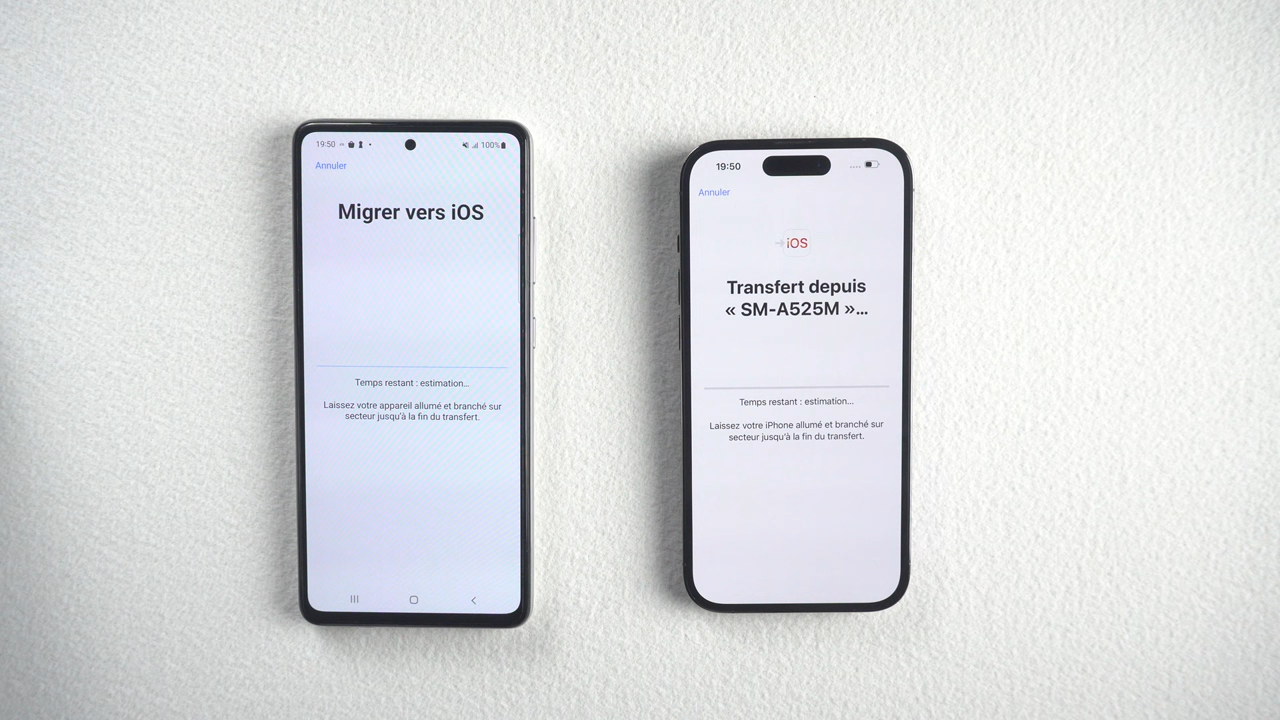 19:50
100%
Annuler
Migrer vers iOS
Temps restant : estimation...
Laissez votre appareil allumé et branché sur
secteur jusqu'à la fin du transfert.
19:50
Annuler
iOS
Transfert depuis
« SM-A525M »...
Temps restant : estimation...
Laissez votre iPhone allumé et branché sur
secteur jusqu'à la fin du transfert.